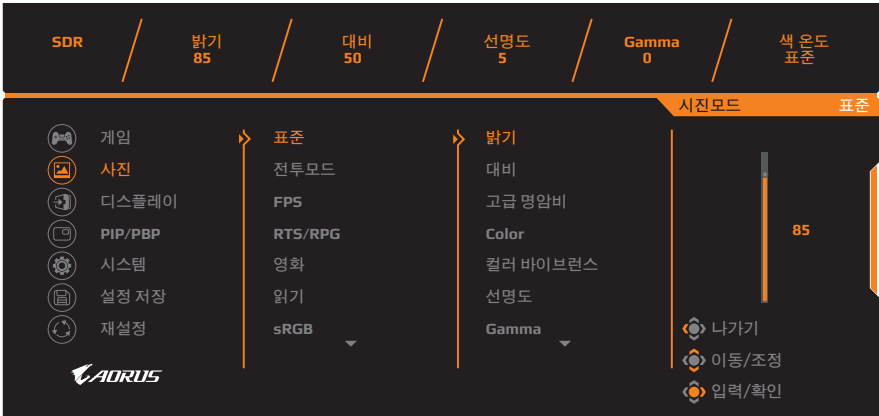 SDR
밝기
85
대비
50
선명도
5
Gamma
0
색 온도
표준
시진모드 표준
게임
사진
디스플레이
PIP/PBP
시스템
설정 저장
재설정
표준
전투모드
FPS
RTS/RPG
영화
읽기
sRGB
밝기
대비
고급 명암비
Color
컬러 바이브런스
선명도
Gamma
85
나가기
이동/조정
입력/확인
AORUS